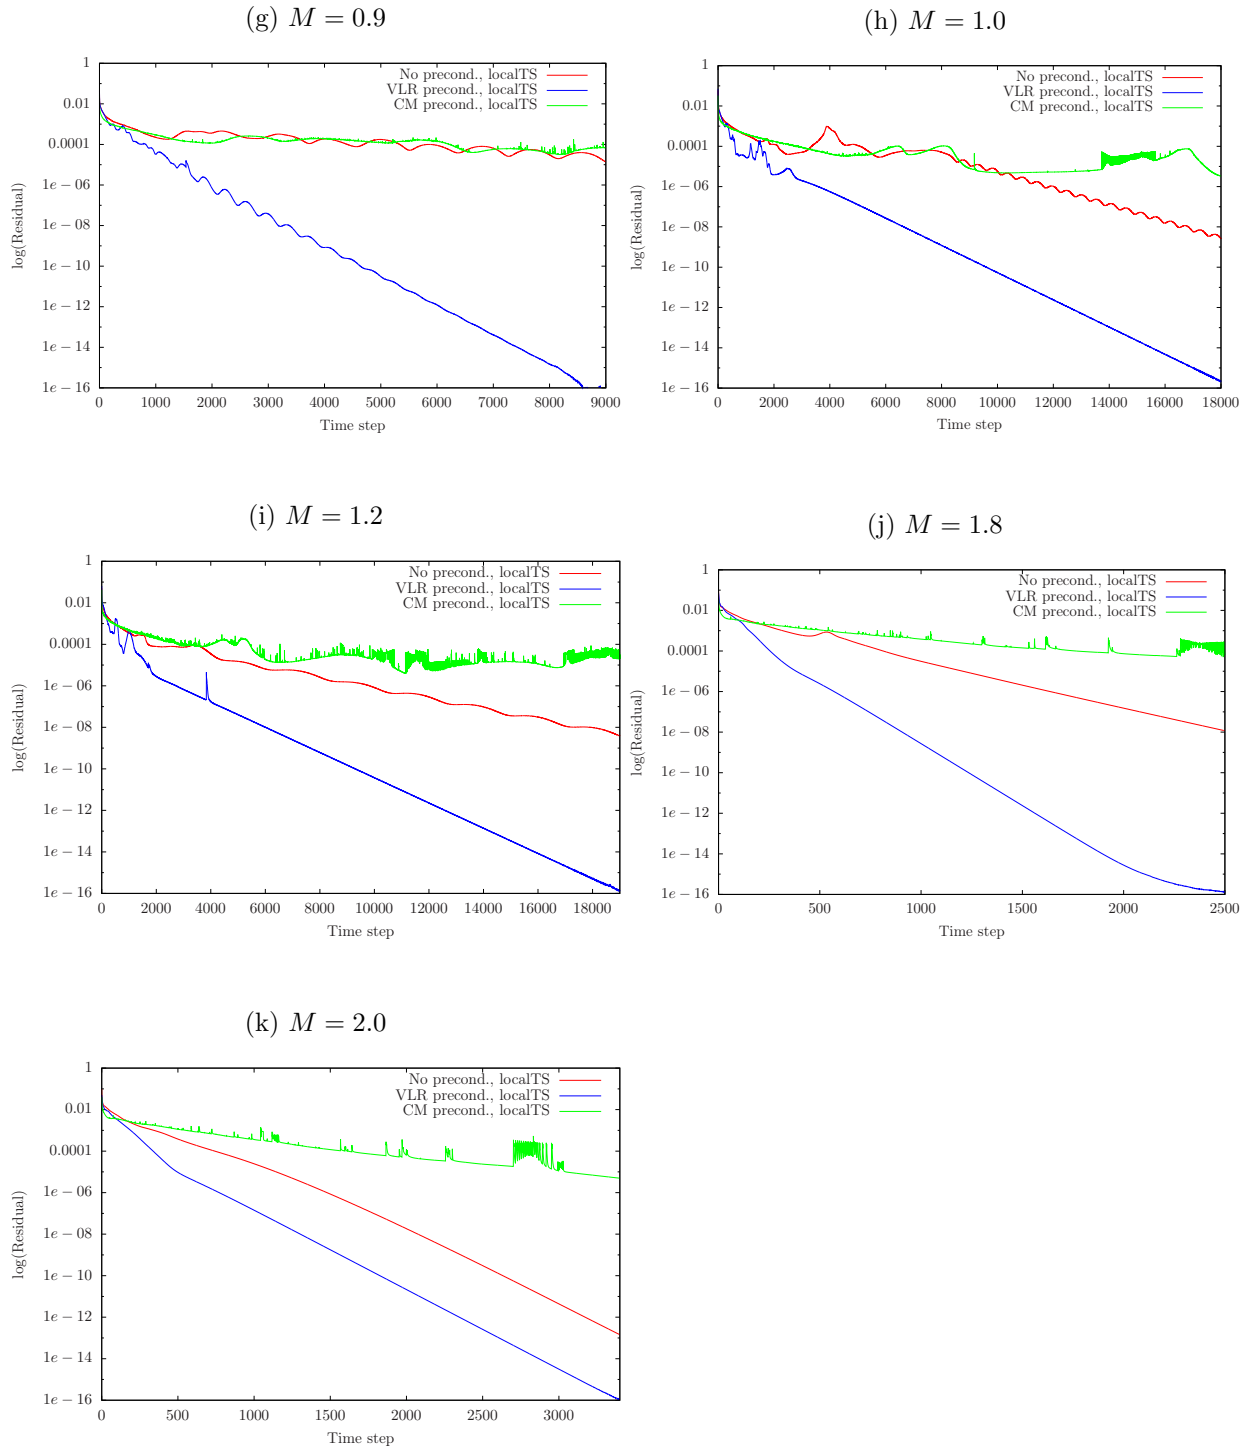 (g) M = 0.9
1
0.01
0.0001
1e − 06
1e − 08
1e − 10
1e − 12
1e − 14
1e − 16
0 1000 2000 3000 4000 5000 6000 7000 8000 9000
log(Residual)
Time step
No precond., localTS
VLR precond., localTS
CM precond., localTS
(h) M = 1.0
1
0.01
0.0001
1e − 06
1e − 08
1e − 10
1e − 12
1e − 14
1e − 16
0 2000 4000 6000 8000 10000 12000 14000 16000 18000
log(Residual)
Time step
No precond., localTS
VLR precond., localTS
CM precond., localTS
(i) M = 1.2
1
0.01
0.0001
1e − 06
1e − 08
1e − 10
1e − 12
1e − 14
1e − 16
0 2000 4000 6000 8000 10000 12000 14000 16000 18000
log(Residual)
Time step
No precond., localTS
VLR precond., localTS
CM precond., localTS
(j) M = 1.8
1
0.01
0.0001
1e − 06
1e − 08
1e − 10
1e − 12
1e − 14
1e − 16
0 500 1000 1500 2000 2500
log(Residual)
Time step
No precond., localTS
VLR precond., localTS
CM precond., localTS
(k) M = 2.0
1
0.01
0.0001
1e − 06
1e − 08
1e − 10
1e − 12
1e − 14
1e − 16
0 500 1000 1500 2000 2500 3000
log(Residual)
Time step
No precond., localTS
VLR precond., localTS
CM precond., localTS